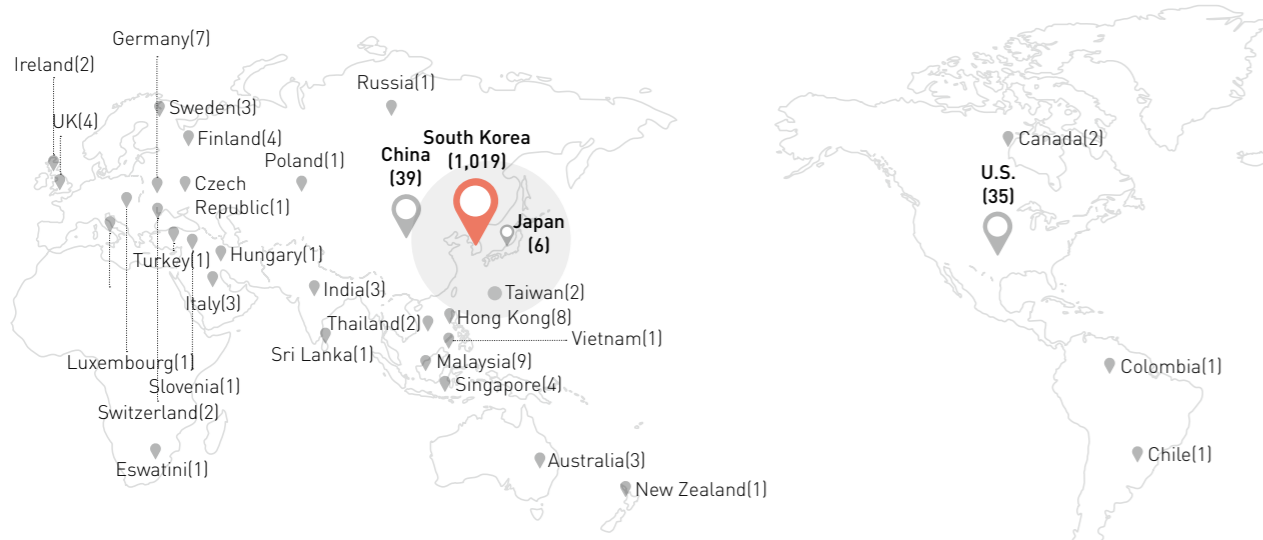 Germany(7)
Ireland(2)
Russia(1)
Sweden(3)
UK(4)
Finland(4)
South Korea
(1,019)
Canada(2)
China
(39)
Poland(1)
U.S.
(35)
Czech
Republic(1)
Japan
(6)
Turkey(1)
Hungary(1)
India(3)
Taiwan(2)
Italy(3)
Thailand(2)
Hong Kong(8)
Vietnam(1)
Sri Lanka(1)
Luxembourg(1)
Malaysia(9)
Colombia(1)
Slovenia(1)
Singapore(4)
Switzerland(2)
Eswatini(1)
Australia(3)
Chile(1)
New Zealand(1)